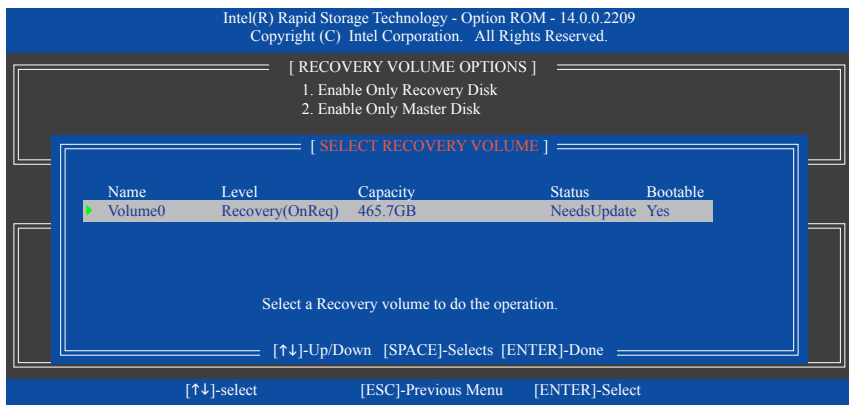 Intel(R) Rapid Storage Technology - Option ROM - 14.0.0.2209
Copyright (C) Intel Corporation. All Rights Reserved.
[ RECOVERY VOLUME OPTIONS ]
1. Enable Only Recovery Disk
2. Enable Only Master Disk
[ SELECT RECOVERY VOLUME ]
Name Level Capacity Status Bootable
Volume0 Recovery(OnReq) 465.7GB NeedsUpdate Yes
Select a Recovery volume to do the operation.
[↑↓]-Up/Down [SPACE]-Selects [ENTER]-Done
[↑↓]-select [ESC]-Previous Menu [ENTER]-Select